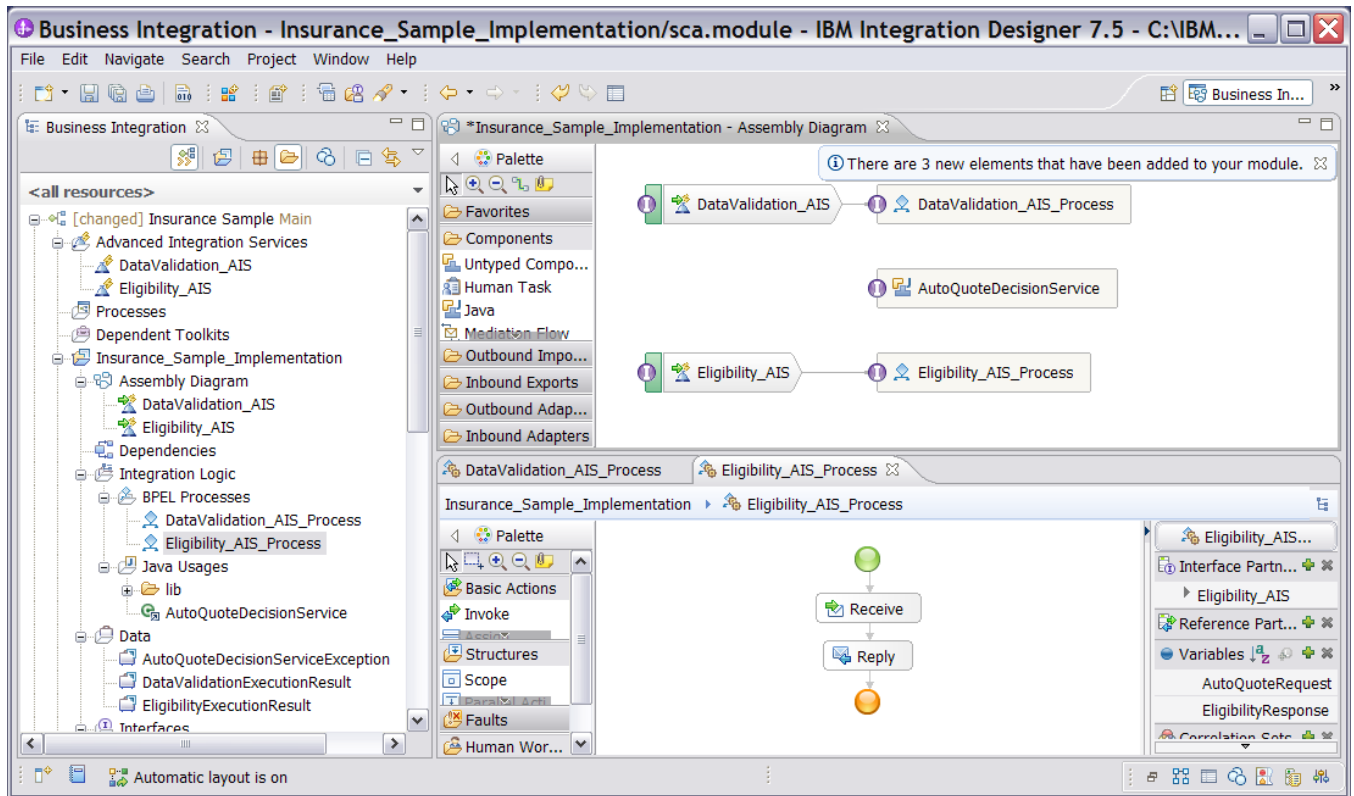 Business Integration - Insurance_Sample_Implementation/sca.module - IBM Integration Designer 7.5 - C:\IBM...
File Edit Navigate Search Project Window Help
Business In...
»
Business Integration
<all resources>
[changed] Insurance Sample Main
Advanced Integration Services
DataValidation_AIS
Eligibility_AIS
Processes
Dependent Toolkits
Insurance_Sample_Implementation
Assembly Diagram
DataValidation_AIS
Eligibility_AIS
Dependencies
Integration Logic
BPEL Processes
DataValidation_AIS_Process
Eligibility_AIS_Process
Java Usages
lib
AutoQuoteDecisionService
Data
AutoQuoteDecisionServiceException
DataValidationExecutionResult
EligibilityExecutionResult
Interfaces
*Insurance_Sample_Implementation - Assembly Diagram
Palette
Favorites
Components
Untyped Compo...
Human Task
Java
Mediation Flow
Outbound Impo...
Inbound Exports
Outbound Adap...
Inbound Adapters
There are 3 new elements that have been added to your module.
DataValidation_AIS
DataValidation_AIS_Process
AutoQuoteDecisionService
Eligibility_AIS
Eligibility_AIS_Process
DataValidation_AIS_Process
Eligibility_AIS_Process
Insurance_Sample_Implementation
Eligibility_AIS_Process
Palette
Basic Actions
Invoke
Assign
Structures
Scope
Parallel Acti
Faults
Human Wor...
Receive
Reply
Eligibility_AIS...
Interface Partn...
Eligibility_AIS
Reference Part...
Variables
AutoQuoteRequest
EligibilityResponse
Correlation Sets
Automatic layout is on